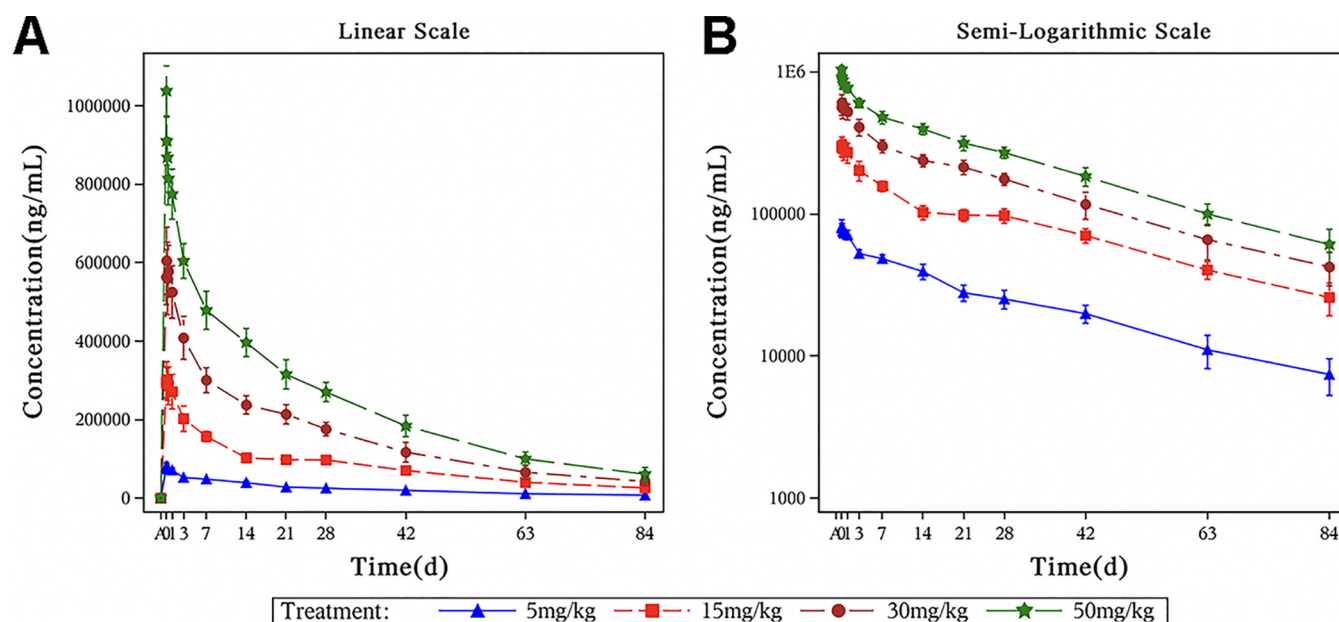 A
Linear Scale
Concentration(ng/mL)
1000000
800000
600000
400000
200000
0
A01 3 7 14 21 28 42 63 84
Time(d)
B
Semi-Logarithmic Scale
Concentration(ng/mL)
1E6
100000
10000
1000
A01 3 7 14 21 28 42 63 84
Time(d)
Treatment: 5mg/kg 15mg/kg 30mg/kg 50mg/kg